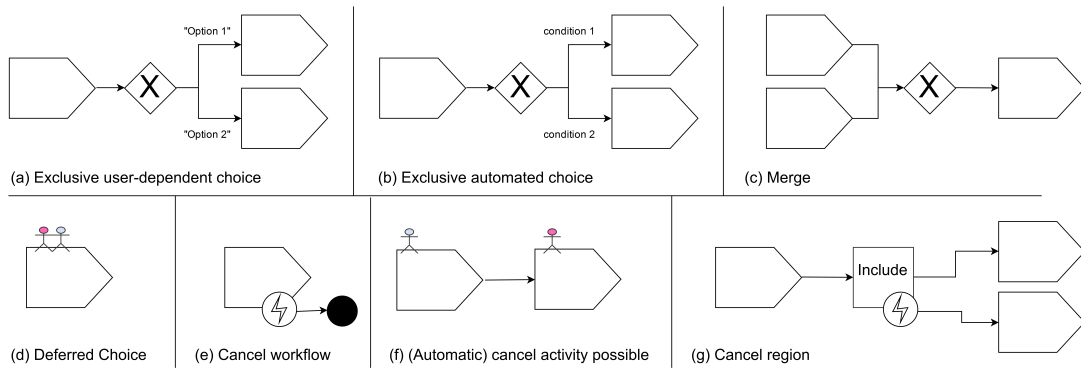 "Option 1"
X
"Option 2"
(a) Exclusive user-dependent choice
condition 1
X
condition 2
(b) Exclusive automated choice
X
(c) Merge
(d) Deferred Choice
(e) Cancel workflow
(f) (Automatic) cancel activity possible
Include
(g) Cancel region